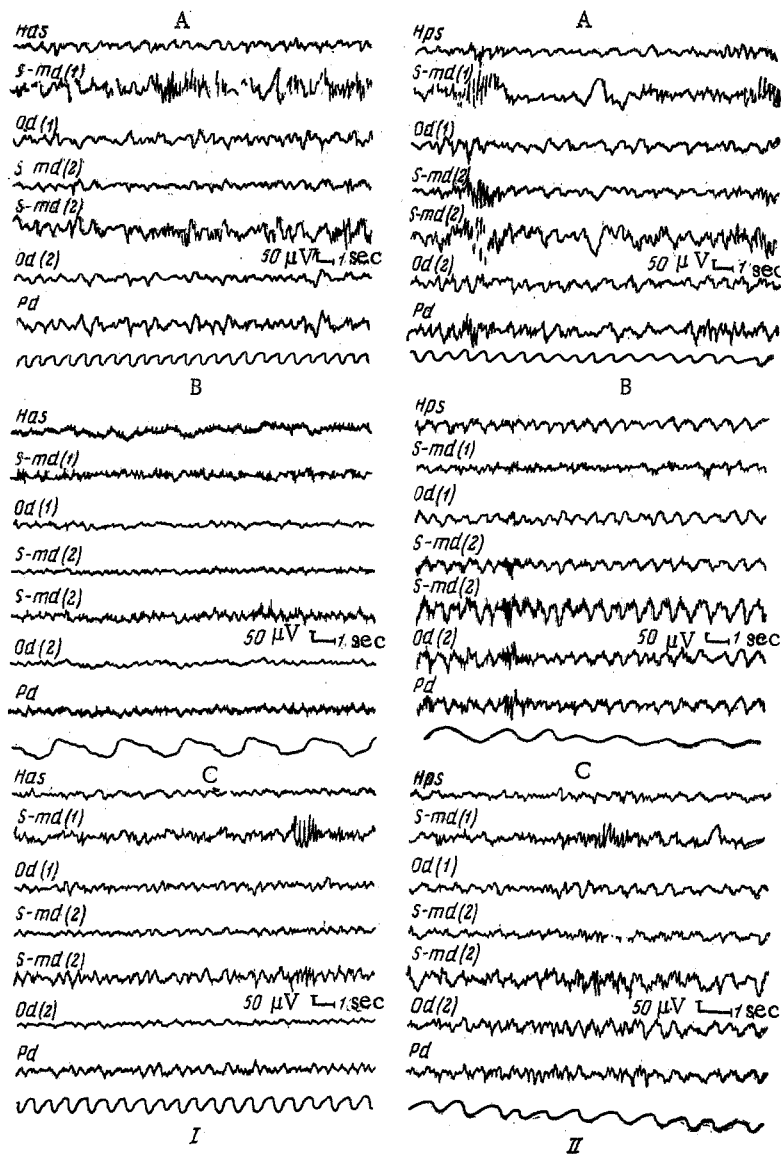 A
Has
s-md(1)
Od(1)
s md(2)
s-md(2)
50 μV 1 sec
Od(2)
Pd
B
Has
s-md(1)
Od(1)
s-md(2)
s-md(2)
50 μV 1 sec
Od(2)
Pd
C
Has
s-md(1)
Od(1)
s-md(2)
s-md(2)
50 μV 1 sec
Od(2)
Pd
I
A
Hps
s-md(1)
Od(1)
s-md(2)
s-md(2)
50 μV 1 sec
Od(2)
Pd
B
Hps
s-md(1)
Od(1)
s-md(2)
s-md(2)
50 μV 1 sec
Od(2)
Pd
C
Hps
s-md(1)
Od(1)
s-md(2)
s-md(2)
50 μV 1 sec
Od(2)
Pd
II